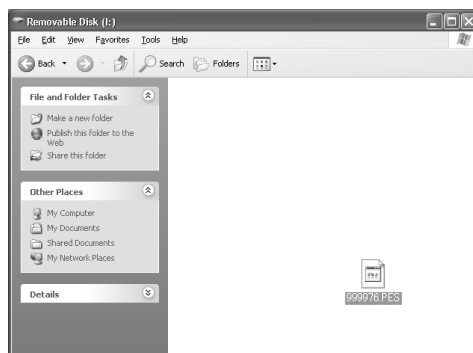 Removable Disk (I:)
File Edit View Favorites Tools Help
Back Search Folders
File and Folder Tasks
Make a new folder
Publish this folder to the
Web
Share this folder
Other Places
My Computer
My Documents
Shared Documents
My Network Places
Details
999976.PES